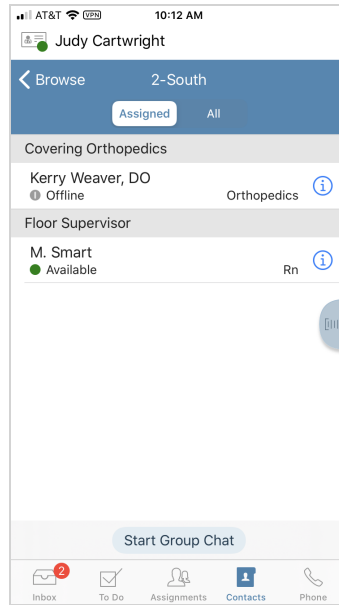 AT&T VPN 10:12 AM
Judy Cartwright
Browse 2-South
Assigned All
Covering Orthopedics
Kerry Weaver, DO
Offline Orthopedics
Floor Supervisor
M. Smart
Available Rn
Start Group Chat
2
Inbox To Do Assignments Contacts Phone